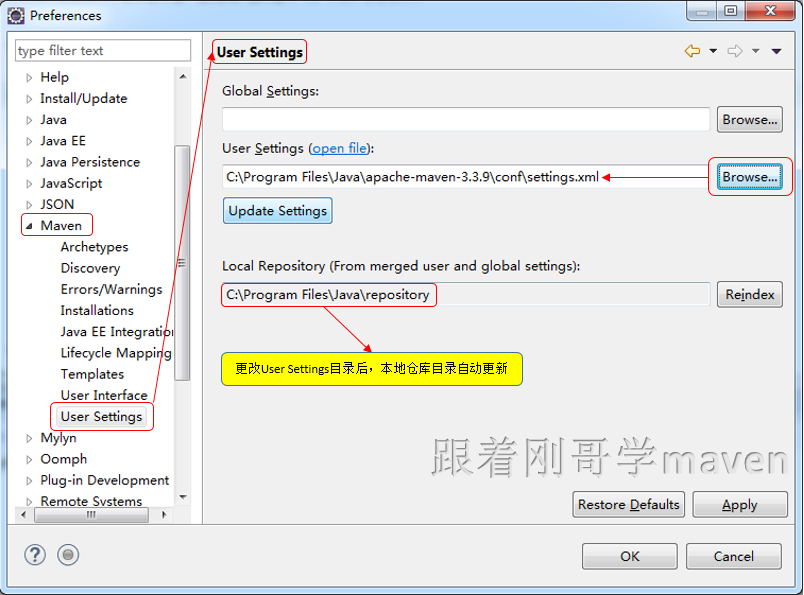 Preferences
type filter text
Help
Install/Update
Java
Java EE
Java Persistence
JavaScript
JSON
Maven
Archetypes
Discovery
Errors/Warnings
Installations
Java EE Integratior
Lifecycle Mapping
Templates
User Interface
User Settings
Mylyn
Oomph
Plug-in Development
Remote Systems
User Settings
Global Settings:
Browse...
User Settings (open file):
C:\Program Files\Java\apache-maven-3.3.9\conf\settings.xml
Browse...
Update Settings
Local Repository (From merged user and global settings):
C:\Program Files\Java\repository
Reindex
更改User Settings目录后，本地仓库目录自动更新
跟着刚哥学maven
Restore Defaults
Apply
OK
Cancel